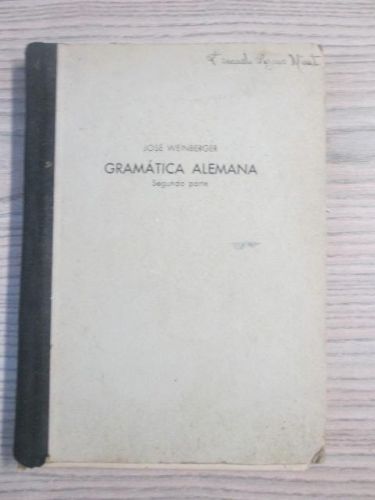 JOSÉ WEINBERGER
GRAMÁTICA ALEMANA
Segunda parte